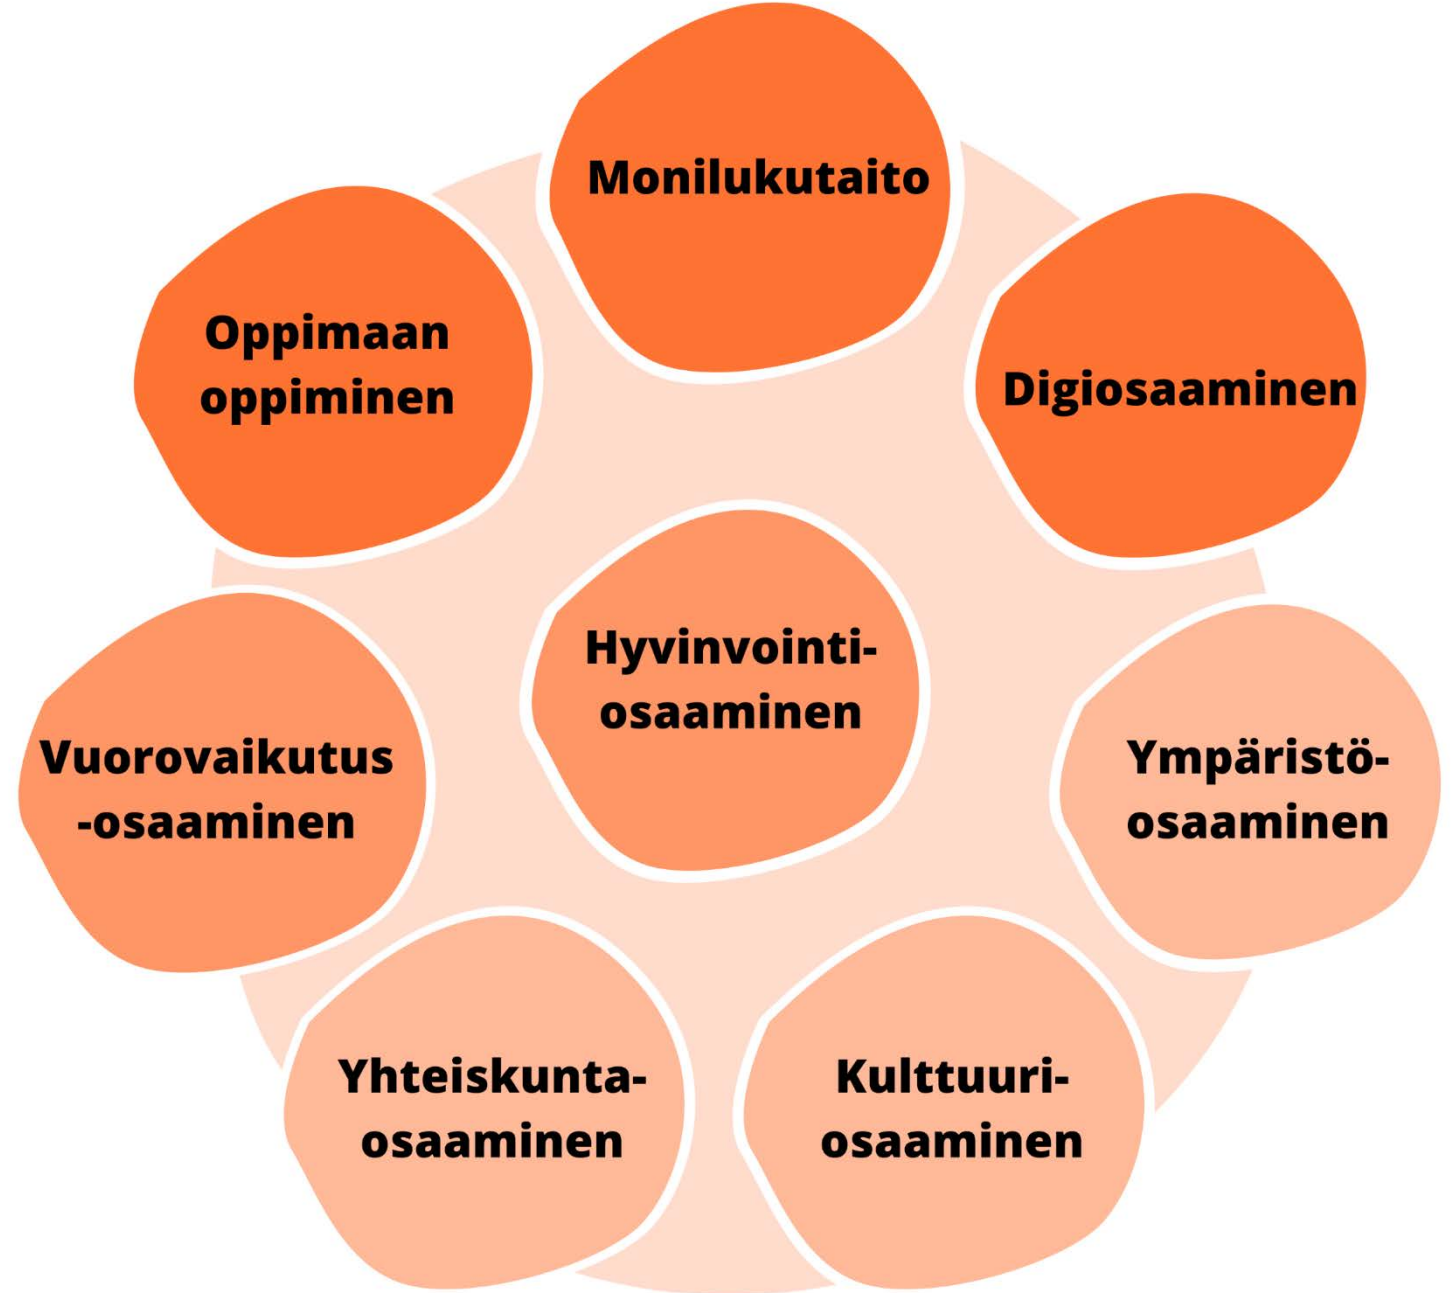 Monilukutaito
Oppimaan
oppiminen
Digiosaaminen
Hyvinvointi-
osaaminen
Vuorovaikutus
-osaaminen
Ympäristö-
osaaminen
Yhteiskunta-
osaaminen
Kulttuuri-
osaaminen